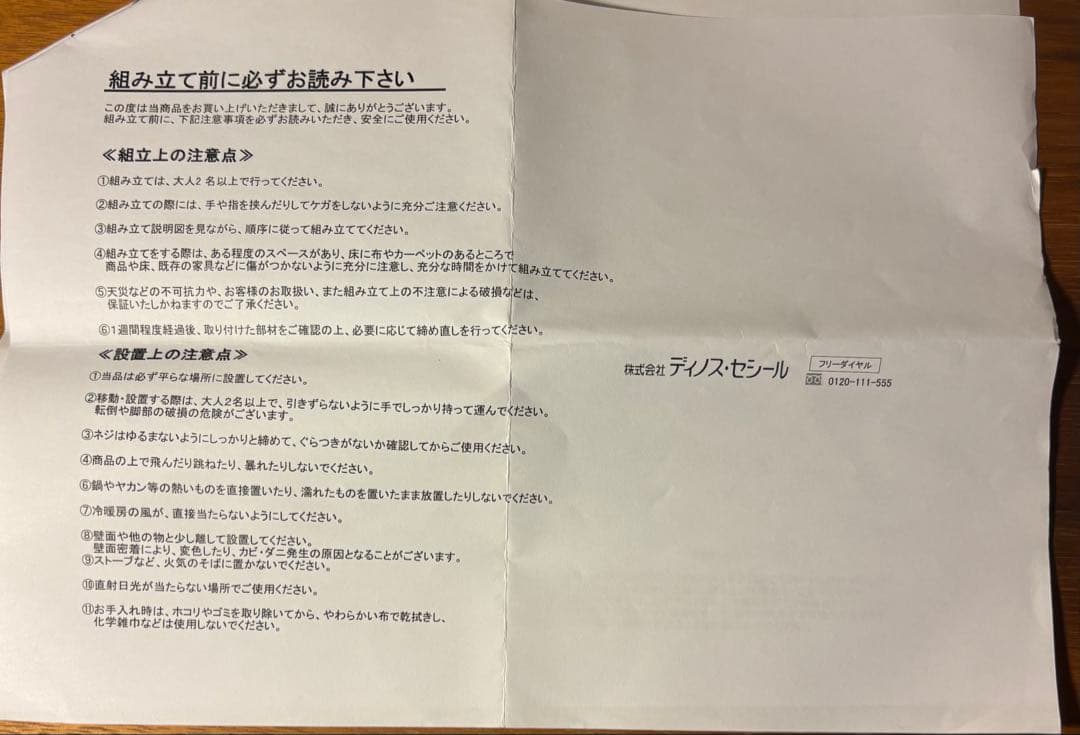 組み立て前に必ずお読み下さい
この度は当商品をお買い上げいただきまして、誠にありがとうございます。
組み立て前に、下記注意事項を必ずお読みいただき、安全にご使用ください。
≪組立上の注意点≫
①組み立ては、大人2 名以上で行ってください。
②組み立ての際には、手や指を挟んだりしてケガをしないように充分ご注意ください。
③組み立て説明図を見ながら、順序に従って組み立ててください。
④組み立てをする際は、ある程度のスペースがあり、床に布やカーペットのあるところで
商品や床、既存の家具などに傷がつかないように充分に注意し、充分な時間をかけて組み立ててください。
⑤天災などの不可抗力や、お客様のお取扱い、また組み立て上の不注意による破損などは、
保証いたしかねますのでご了承ください。
⑥1週間程度経過後、取り付けた部材をご確認の上、必要に応じて締め直しを行ってください。
≪設置上の注意点≫
①当品は必ず平らな場所に設置してください。
②移動・設置する際は、大人2名以上で、引きずらないように手でしっかり持って運んでください。
転倒や脚部の破損の危険がございます。
③ネジはゆるまないようにしっかりと締めて、ぐらつきがないか確認してからご使用ください。
④商品の上で飛んだり跳ねたり、暴れたりしないでください。
⑥鍋やヤカン等の熱いものを直接置いたり、濡れたものを置いたまま放置したりしないでください。
⑦冷暖房の風が、直接当たらないようにしてください。
⑧壁面や他の物と少し離して設置してください。
壁面密着により、変色したり、カビ・ダニ発生の原因となることがございます。
⑨ストーブなど、火気のそばに置かないでください。
⑩直射日光が当たらない場所でご使用ください。
⑪お手入れ時は、ホコリやゴミを取り除いてから、やわらかい布で乾拭きし、
化学雑巾などは使用しないでください。
株式会社 ディノス・セシール
フリーダイヤル
0120-111-555